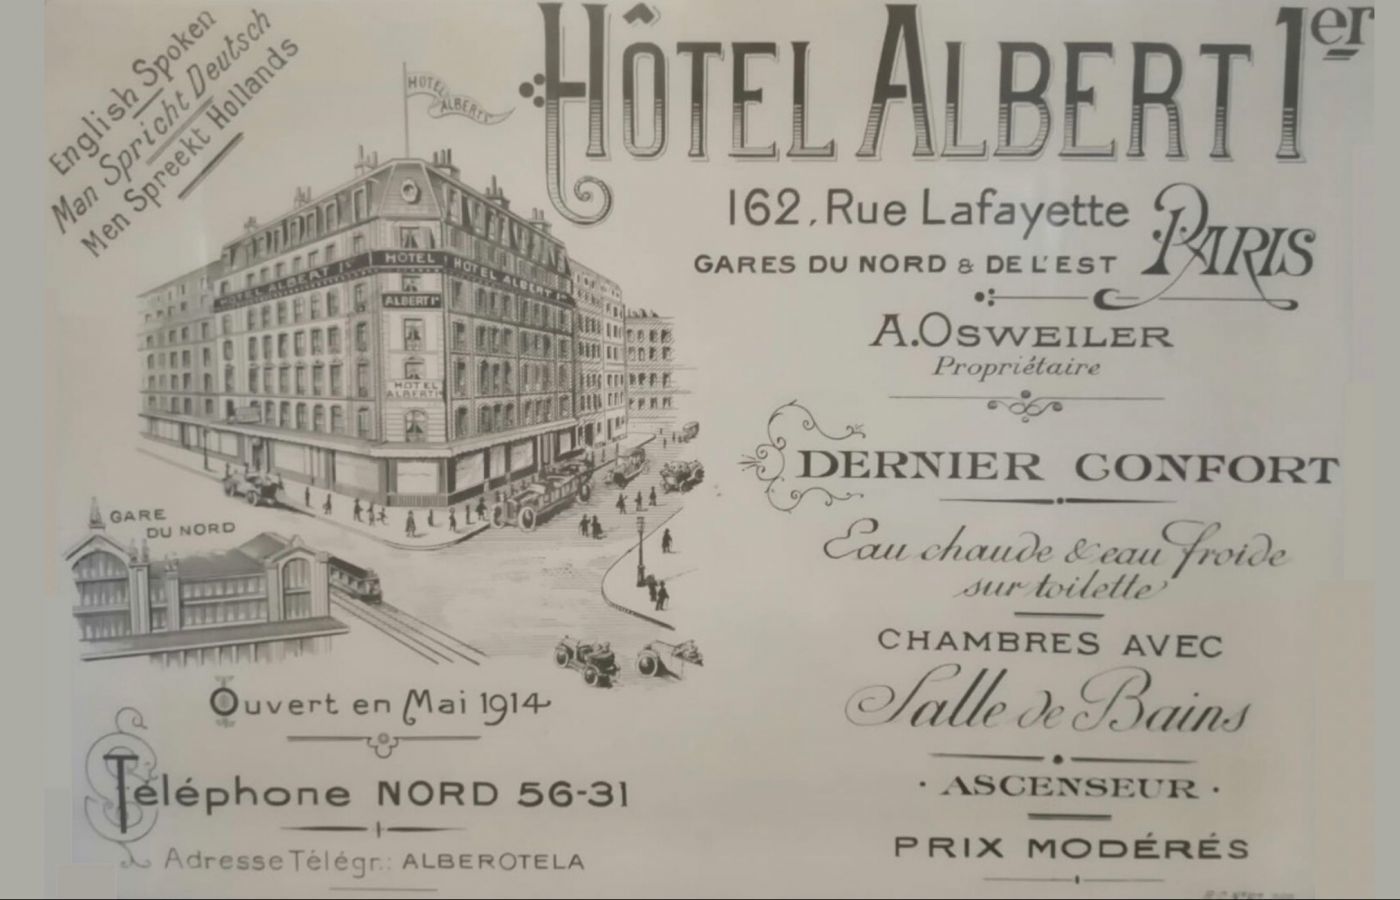 English Spoken
Man Spricht Deutsch
Men Spreekt Hollands
HÔTEL ALBERT 1er
162, Rue Lafayette PARIS
GARES DU NORD & DE L'EST
A. OSWEILER
Propriétaire
HOTEL ALBERT 1er
HOTEL ALBERT 1er
HOTEL
HOTEL ALBERT 1er
ALBERT 1er
HOTEL
ALBERT 1er
DERNIER CONFORT
Eau chaude & eau froide
sur toilette
CHAMBRES AVEC
Salle de Bains
ASCENSEUR
PRIX MODÉRÉS
GARE
DU NORD
Ouvert en Mai 1914
Téléphone NORD 56-31
Adresse Télégr.: ALBEROTELA